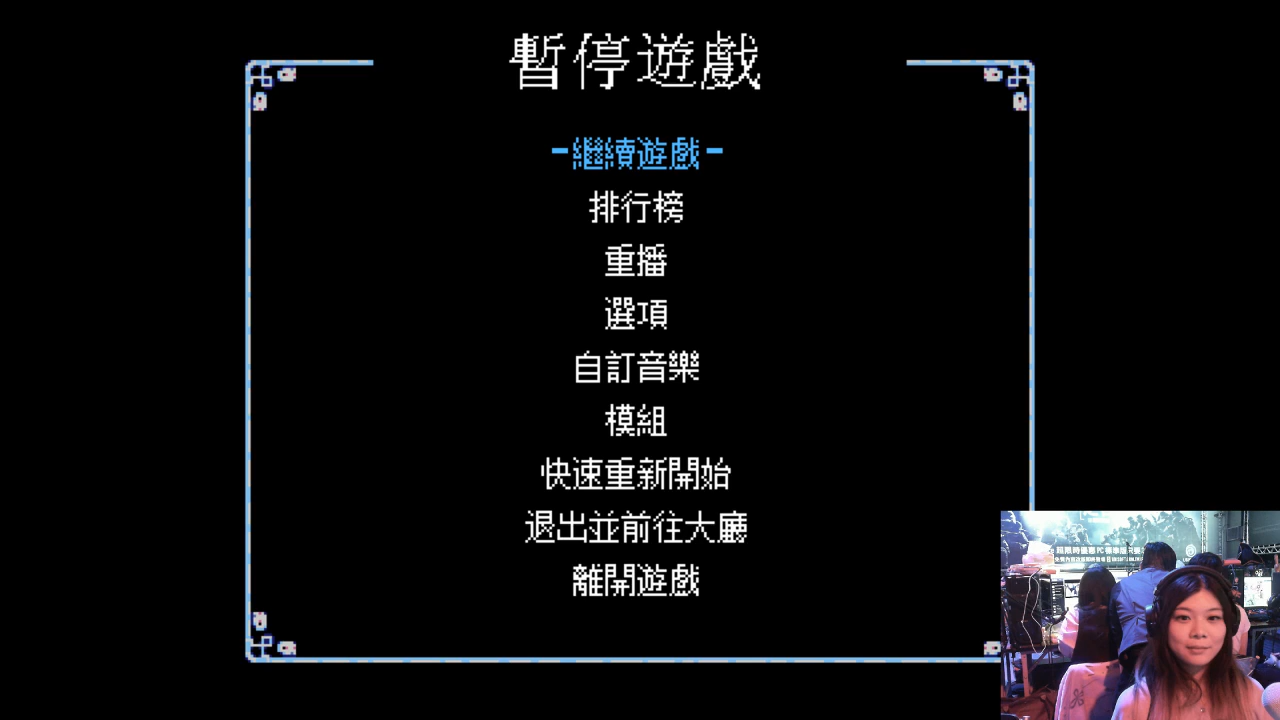 暫停遊戲
-繼續遊戲-
排行榜
重播
選項
自訂音樂
模組
快速重新開始
退出並前往大廳
離開遊戲